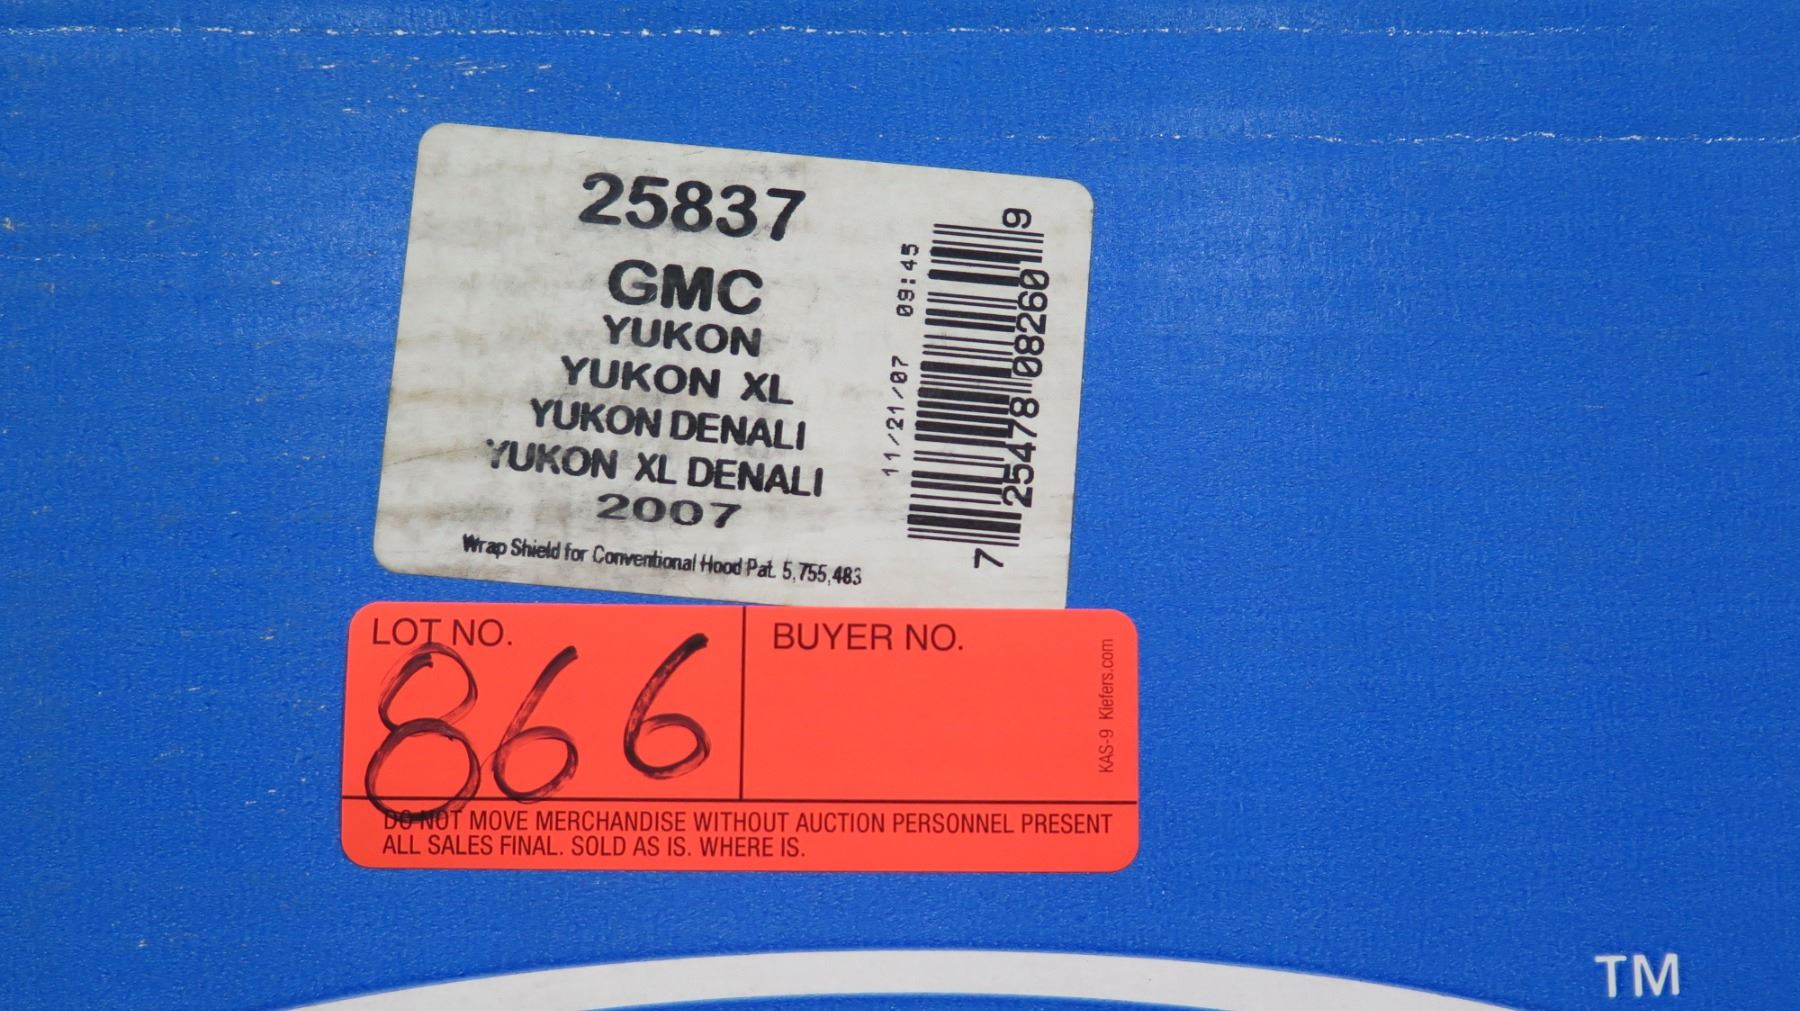 25837
GMC
YUKON
YUKON XL
YUKON DENALI
YUKON XL DENALI
2007
Wrap Shield for Conventional Hood Pat. 5,755,483
11/21/07 09:45
7 25478 08260 9
LOT NO.
866
BUYER NO.
KAS-9 Kiefers.com
DO NOT MOVE MERCHANDISE WITHOUT AUCTION PERSONNEL PRESENT
ALL SALES FINAL. SOLD AS IS. WHERE IS.
TM